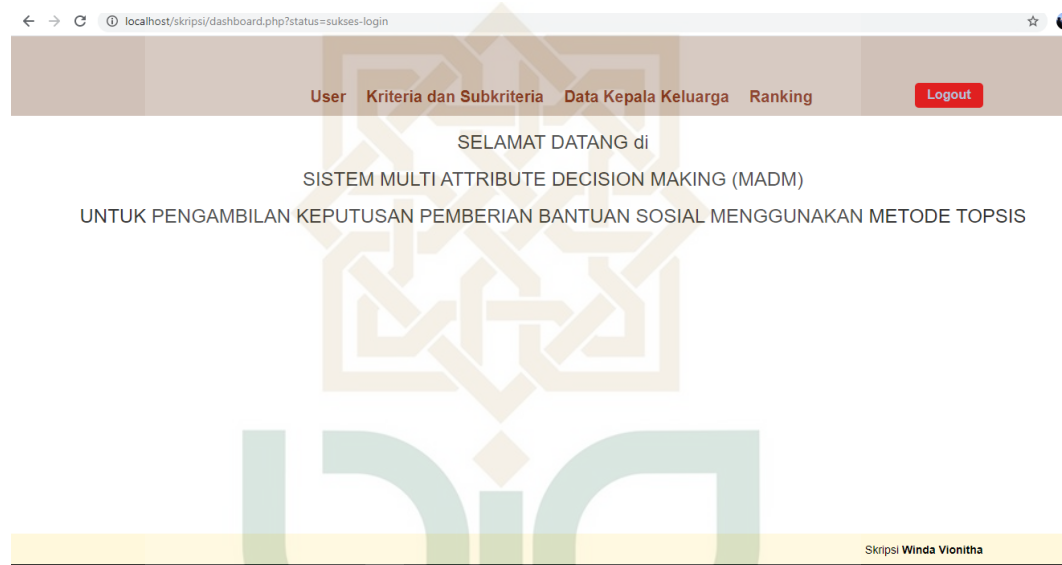 localhost/skripsi/dashboard.php?status=sukses-login
User Kriteria dan Subkriteria Data Kepala Keluarga Ranking Logout
SELAMAT DATANG di
SISTEM MULTI ATTRIBUTE DECISION MAKING (MADM)
UNTUK PENGAMBILAN KEPUTUSAN PEMBERIAN BANTUAN SOSIAL MENGGUNAKAN METODE TOPSIS
Skripsi Winda Vionitha